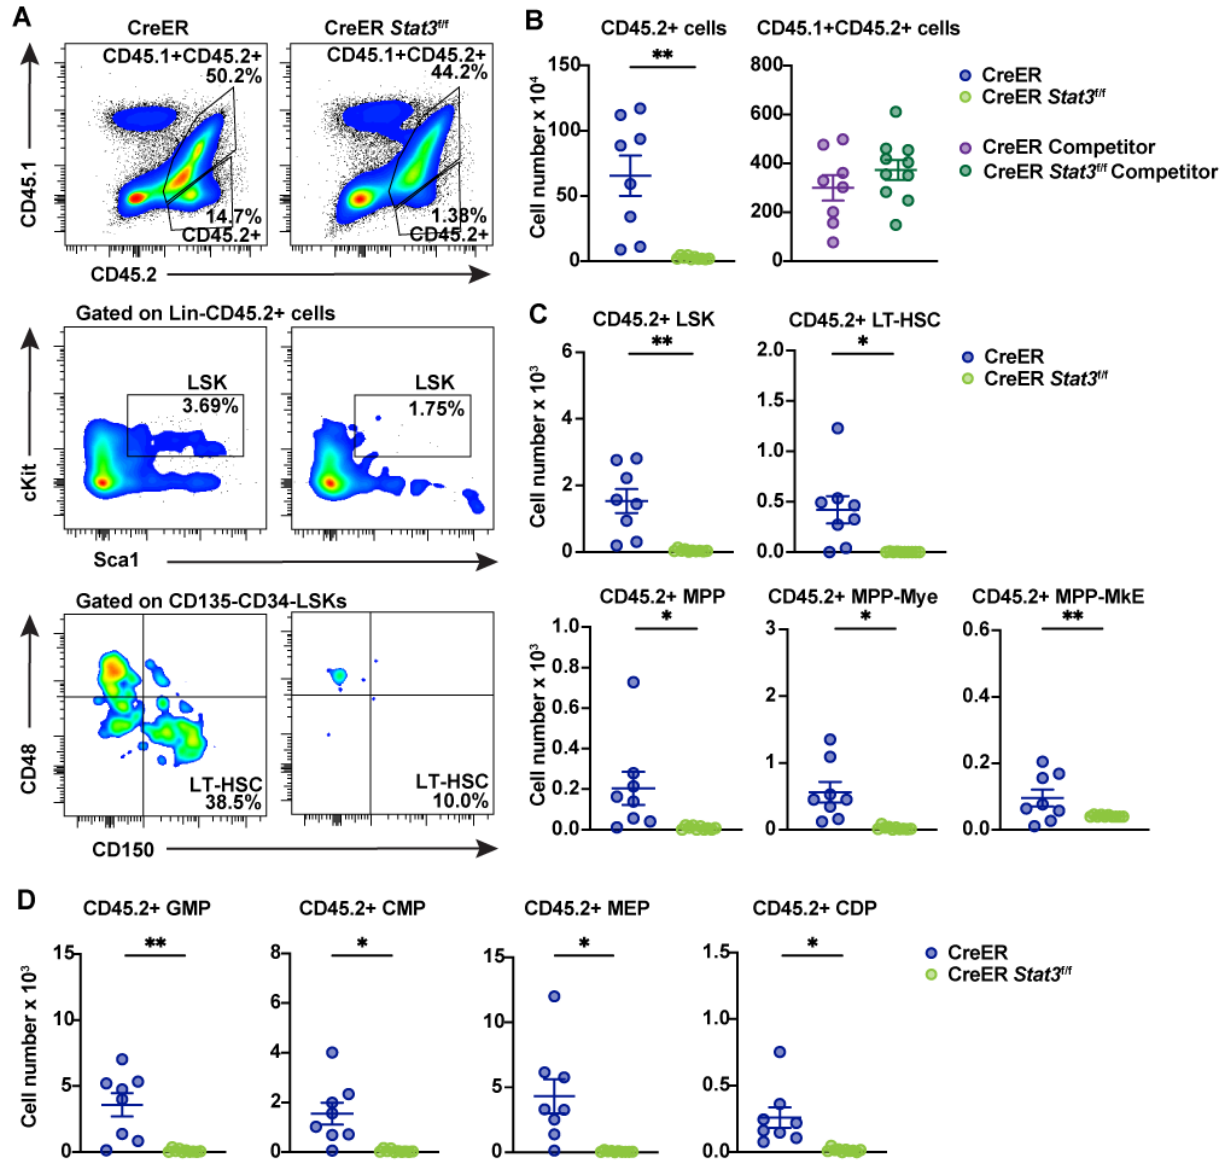 A
CreER
CreER Stat3f/f
CD45.1+CD45.2+
50.2%
CD45.1+CD45.2+
44.2%
14.7%
CD45.2+
1.38%
CD45.2+
CD45.1
CD45.2
Gated on Lin-CD45.2+ cells
LSK
3.69%
LSK
1.75%
cKit
Sca1
Gated on CD135-CD34-LSKs
LT-HSC
38.5%
LT-HSC
10.0%
CD48
CD150
B
CD45.2+ cells
**
150
100
50
0
Cell number x 10⁴
CD45.1+CD45.2+ cells
800
600
400
200
0
CreER
CreER Stat3f/f
CreER Competitor
CreER Stat3f/f Competitor
C
CD45.2+ LSK
**
6
4
2
0
Cell number x 10³
CD45.2+ LT-HSC
*
2.0
1.5
1.0
0.5
0.0
CreER
CreER Stat3f/f
CD45.2+ MPP
*
1.0
0.8
0.6
0.4
0.2
0.0
Cell number x 10³
CD45.2+ MPP-Mye
*
3
2
1
0
CD45.2+ MPP-MkE
**
0.6
0.4
0.2
0.0
D
CD45.2+ GMP
**
15
10
5
0
Cell number x 10³
CD45.2+ CMP
*
8
6
4
2
0
CD45.2+ MEP
*
15
10
5
0
CD45.2+ CDP
*
1.5
1.0
0.5
0.0
CreER
CreER Stat3f/f